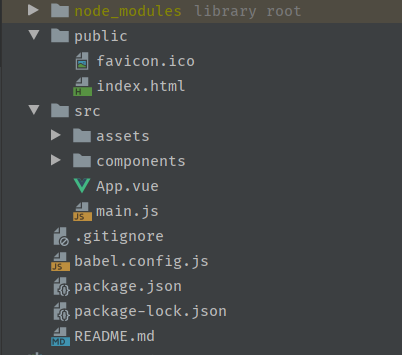 node_modules library root
public
favicon.ico
index.html
src
assets
components
App.vue
main.js
.gitignore
babel.config.js
package.json
package-lock.json
README.md